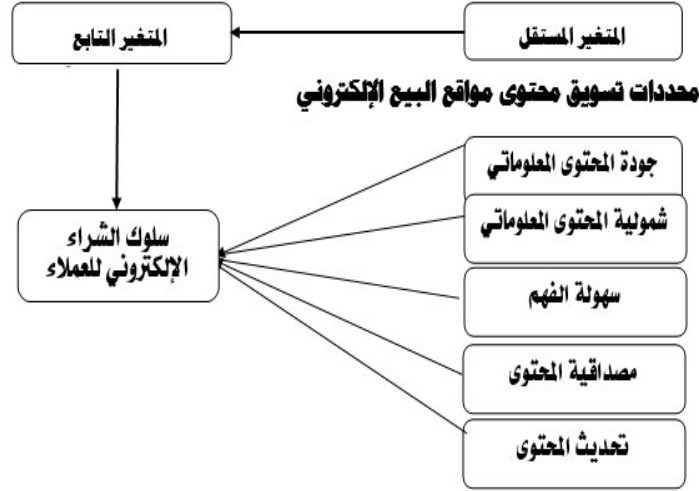 المتغير المستقل
المتغير التابع
محددات تسويق محتوى مواقع البيع الإلكتروني
جودة المحتوى المعلوماتي
شمولية المحتوى المعلوماتي
سهولة الفهم
مصداقية المحتوى
تحديث المحتوى
سلوك الشراء
الإلكتروني للعملاء